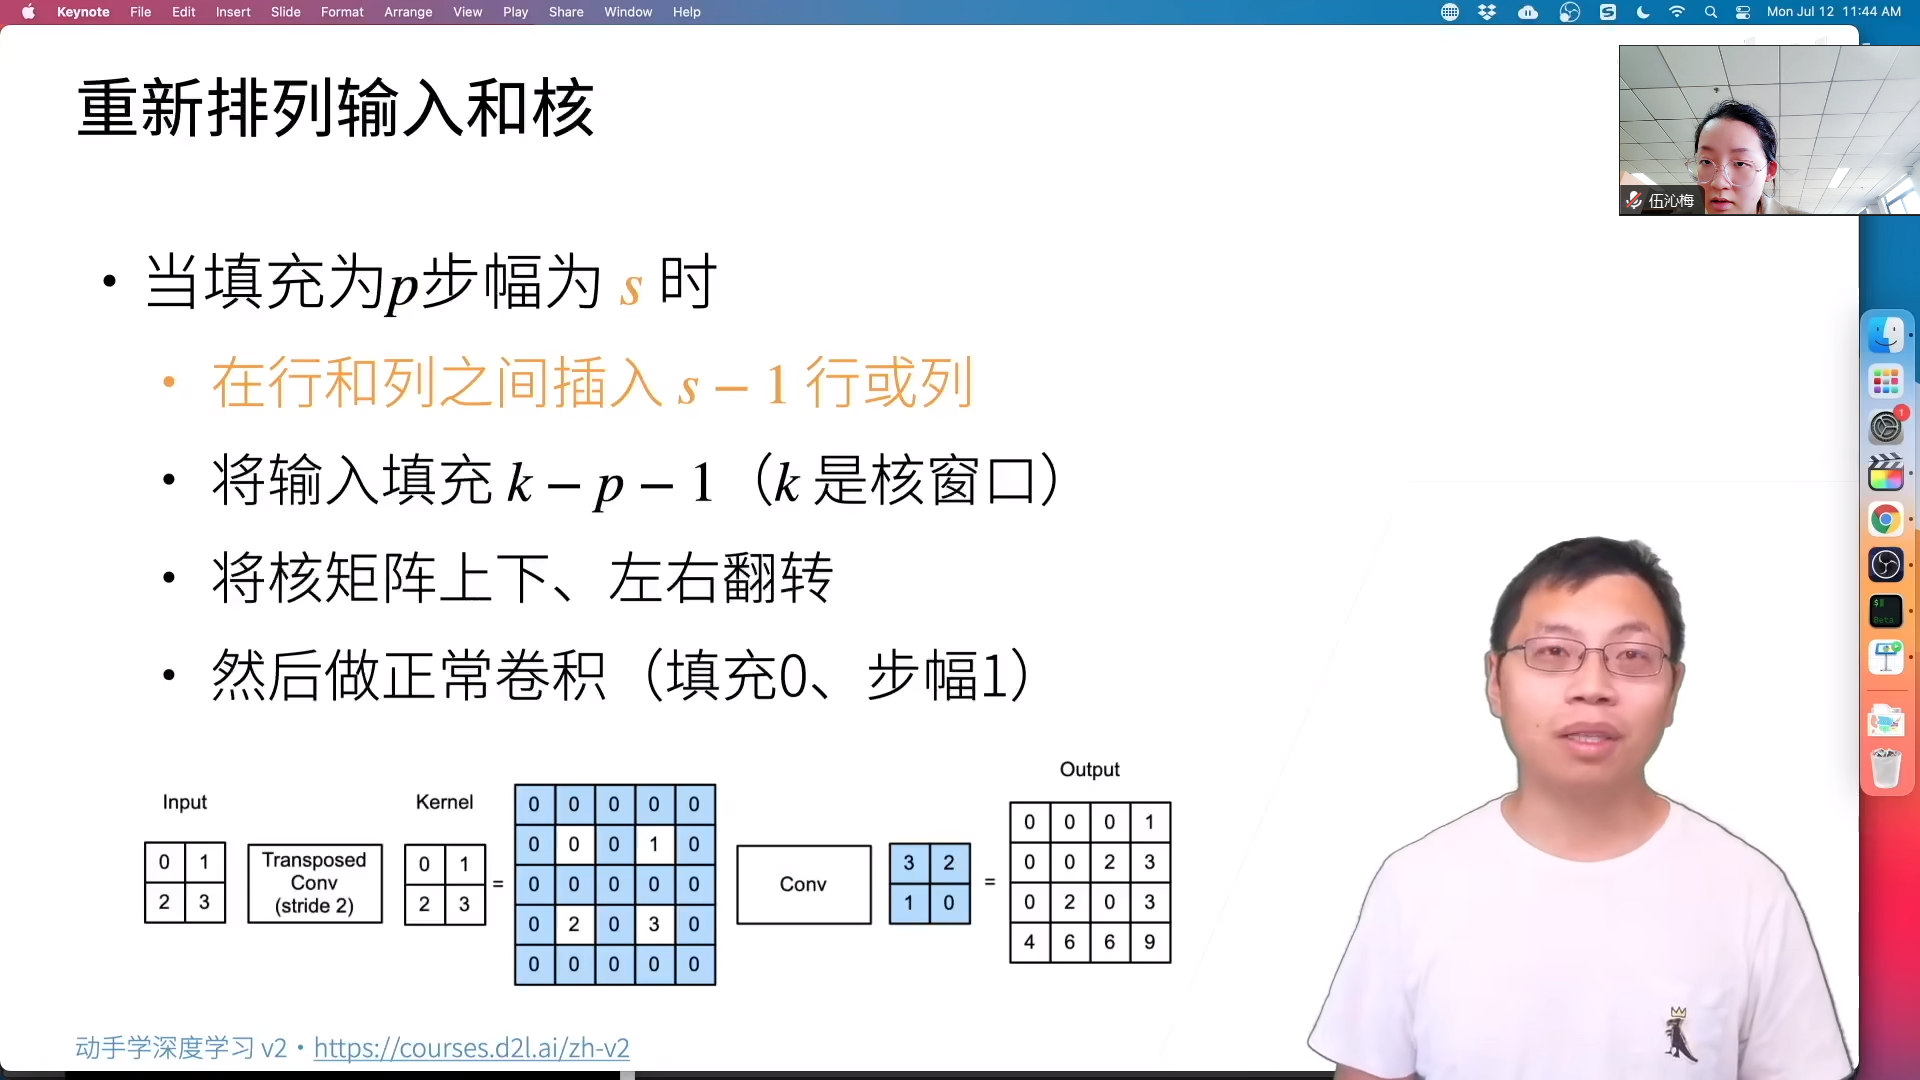 Keynote File Edit Insert Slide Format Arrange View Play Share Window Help Mon Jul 12 11:44 AM
重新排列输入和核
伍沁梅
• 当填充为p步幅为 s 时
• 在行和列之间插入 s – 1 行或列
• 将输入填充 k – p – 1（k 是核窗口）
• 将核矩阵上下、左右翻转
• 然后做正常卷积（填充0、步幅1）
Input
0 1
2 3
Transposed
Conv
(stride 2)
Kernel
0 1
2 3
=
0 0 0 0 0
0 0 0 1 0
0 0 0 0 0
0 2 0 3 0
0 0 0 0 0
Conv
3 2
1 0
=
Output
0 0 0 1
0 0 2 3
0 2 0 3
4 6 6 9
动手学深度学习 v2 • https://courses.d2l.ai/zh-v2